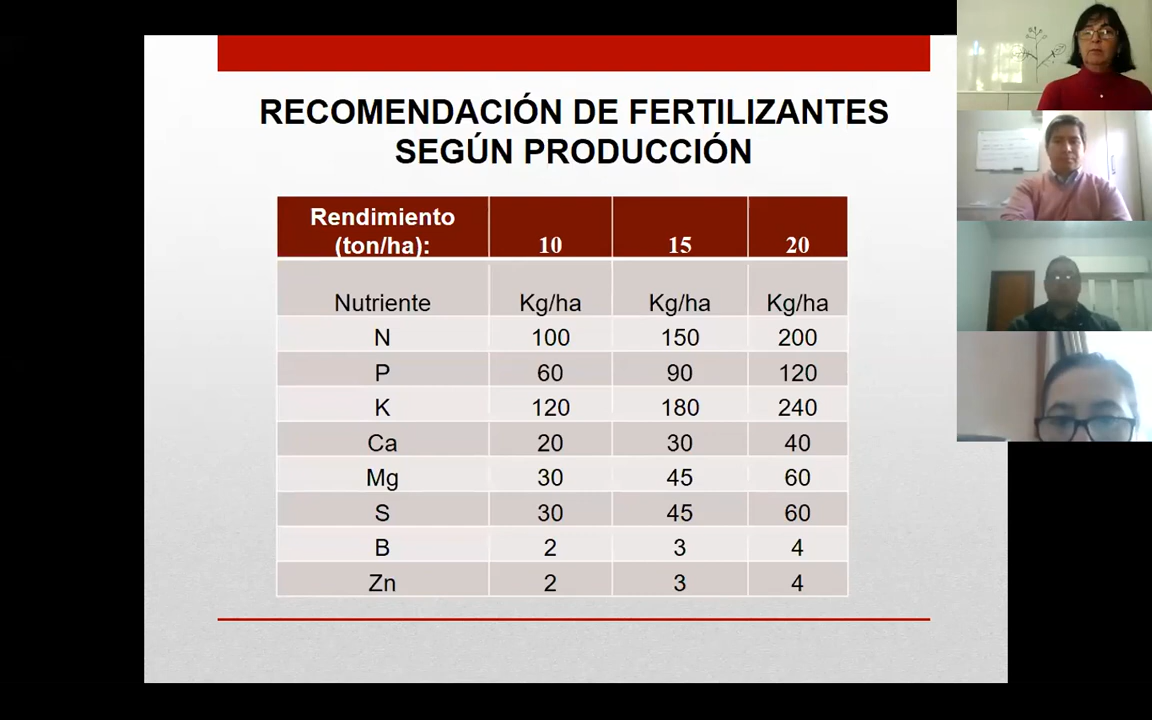 RECOMENDACIÓN DE FERTILIZANTES
SEGÚN PRODUCCIÓN
Rendimiento
(ton/ha): 10 15 20
Nutriente Kg/ha Kg/ha Kg/ha
N 100 150 200
P 60 90 120
K 120 180 240
Ca 20 30 40
Mg 30 45 60
S 30 45 60
B 2 3 4
Zn 2 3 4